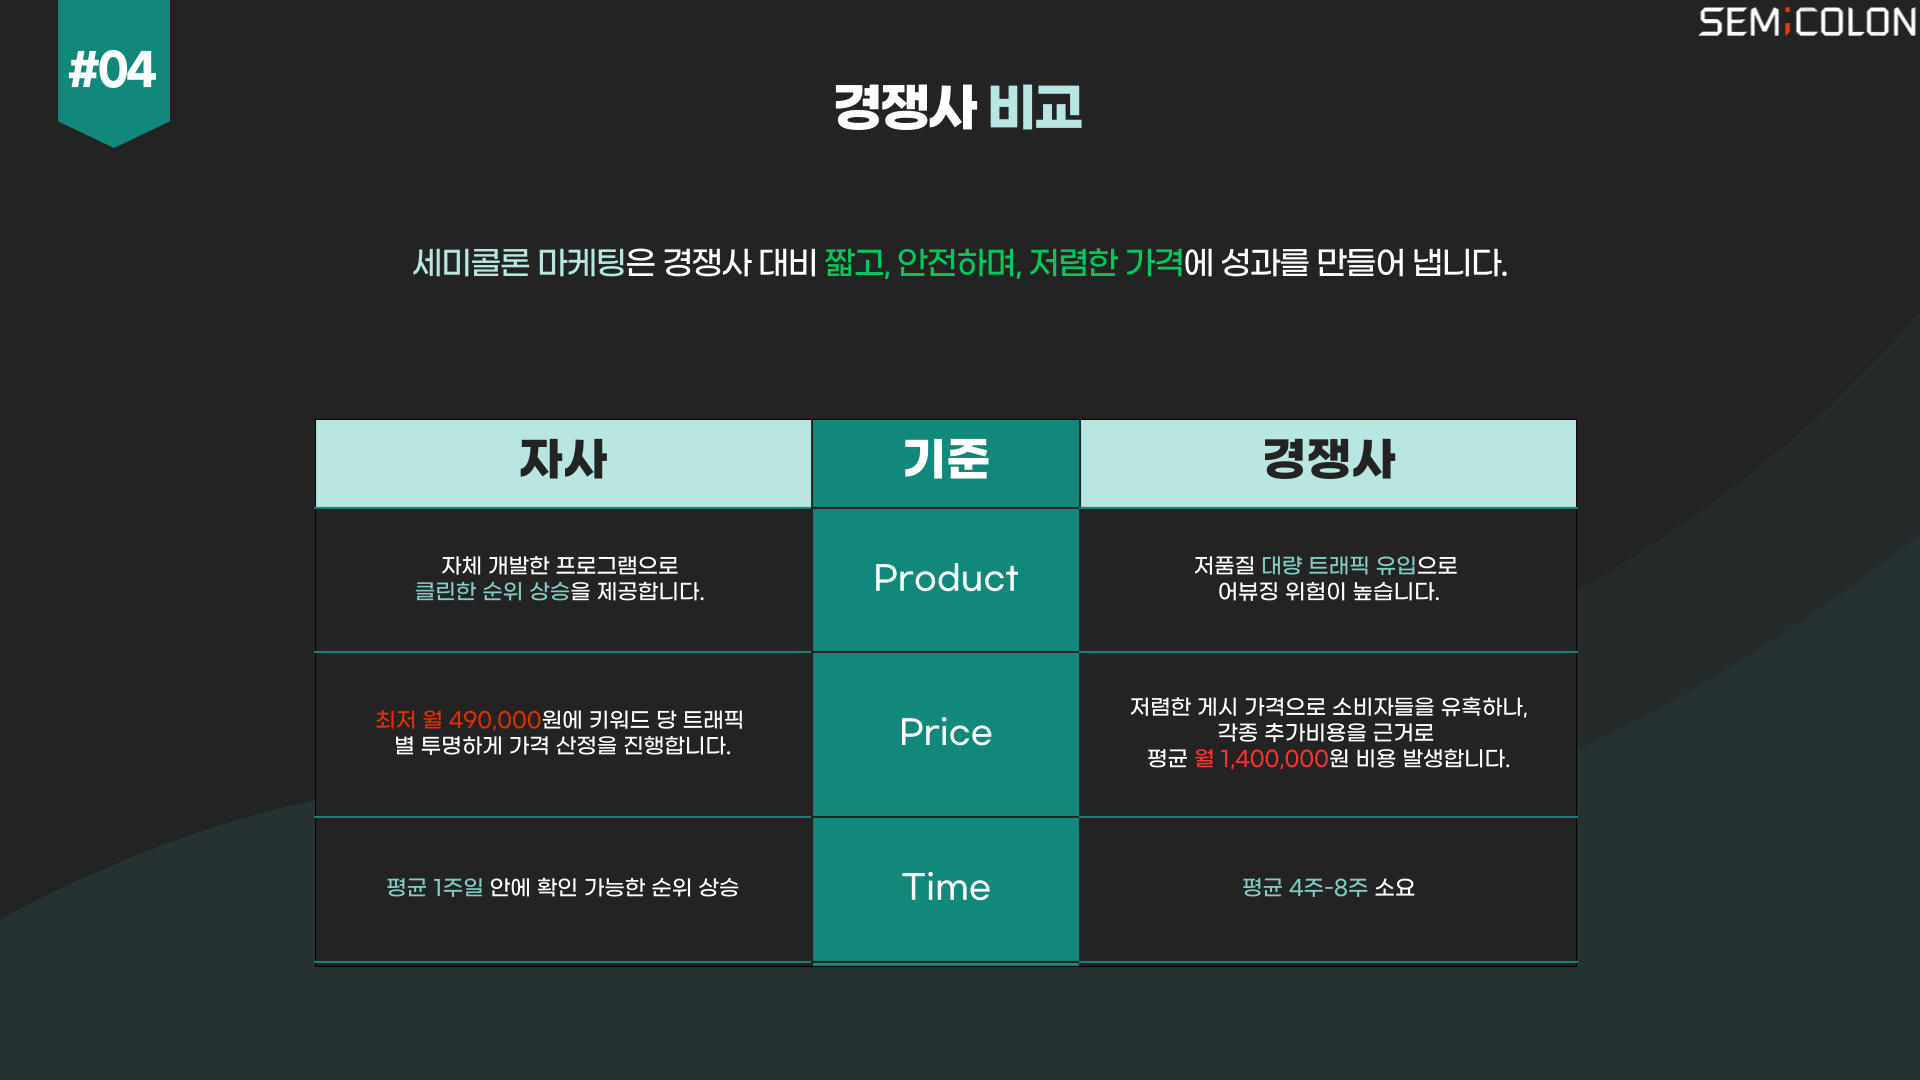 #04
SEMICOLON
경쟁사 비교
세미콜론 마케팅은 경쟁사 대비 짧고, 안전하며, 저렴한 가격에 성과를 만들어 냅니다.
자사 기준 경쟁사
자체 개발한 프로그램으로
클린한 순위 상승을 제공합니다.
Product
저품질 대량 트래픽 유입으로
어뷰징 위험이 높습니다.
최저 월 490,000원에 키워드 당 트래픽
별 투명하게 가격 산정을 진행합니다.
Price
저렴한 게시 가격으로 소비자들을 유혹하나,
각종 추가비용을 근거로
평균 월 1,400,000원 비용 발생합니다.
평균 1주일 안에 확인 가능한 순위 상승
Time
평균 4주-8주 소요